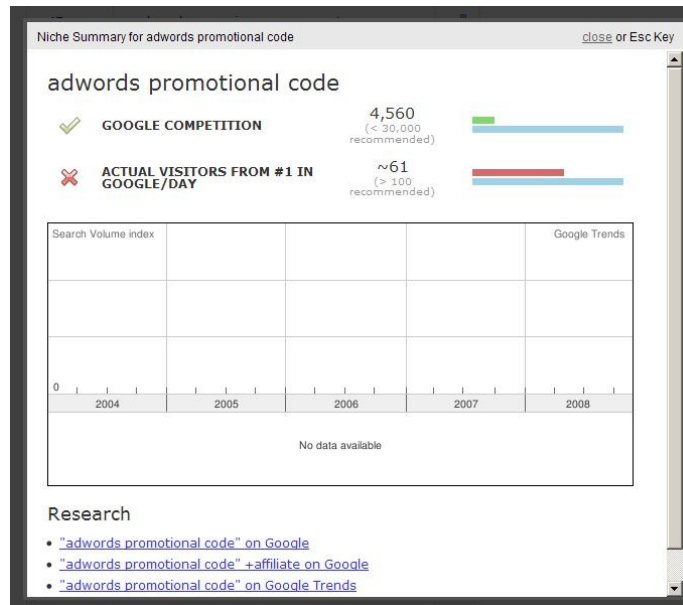 Niche Summary for adwords promotional code
close or Esc Key
adwords promotional code
GOOGLE COMPETITION
4,560
(< 30,000
recommended)
ACTUAL VISITORS FROM #1 IN
GOOGLE/DAY
~61
(> 100
recommended)
Search Volume index
Google Trends
0
2004 2005 2006 2007 2008
No data available
Research
• "adwords promotional code" on Google
• "adwords promotional code" +affiliate on Google
• "adwords promotional code" on Google Trends